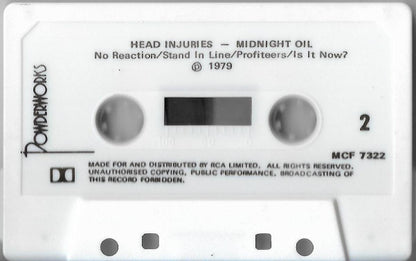 HEAD INJURIES — MIDNIGHT OIL
No Reaction/Stand In Line/Profiteers/Is It Now?
℗ 1979
POWDERWORKS
2
MCF 7322
MADE FOR AND DISTRIBUTED BY RCA LIMITED. ALL RIGHTS RESERVED.
UNAUTHORISED COPYING, PUBLIC PERFORMANCE, BROADCASTING OF
THIS RECORD FORBIDDEN.